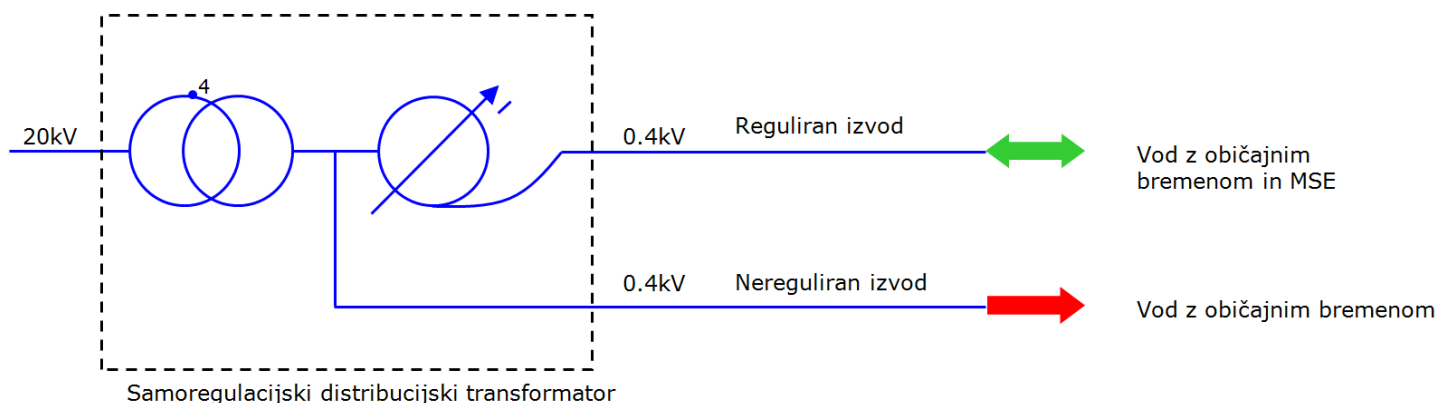 4
20kV
0.4kV
Reguliran izvod
Vod z običajnim
bremenom in MSE
0.4kV
Nereguliran izvod
Vod z običajnim bremenom
Samoregulacijski distribucijski transformator